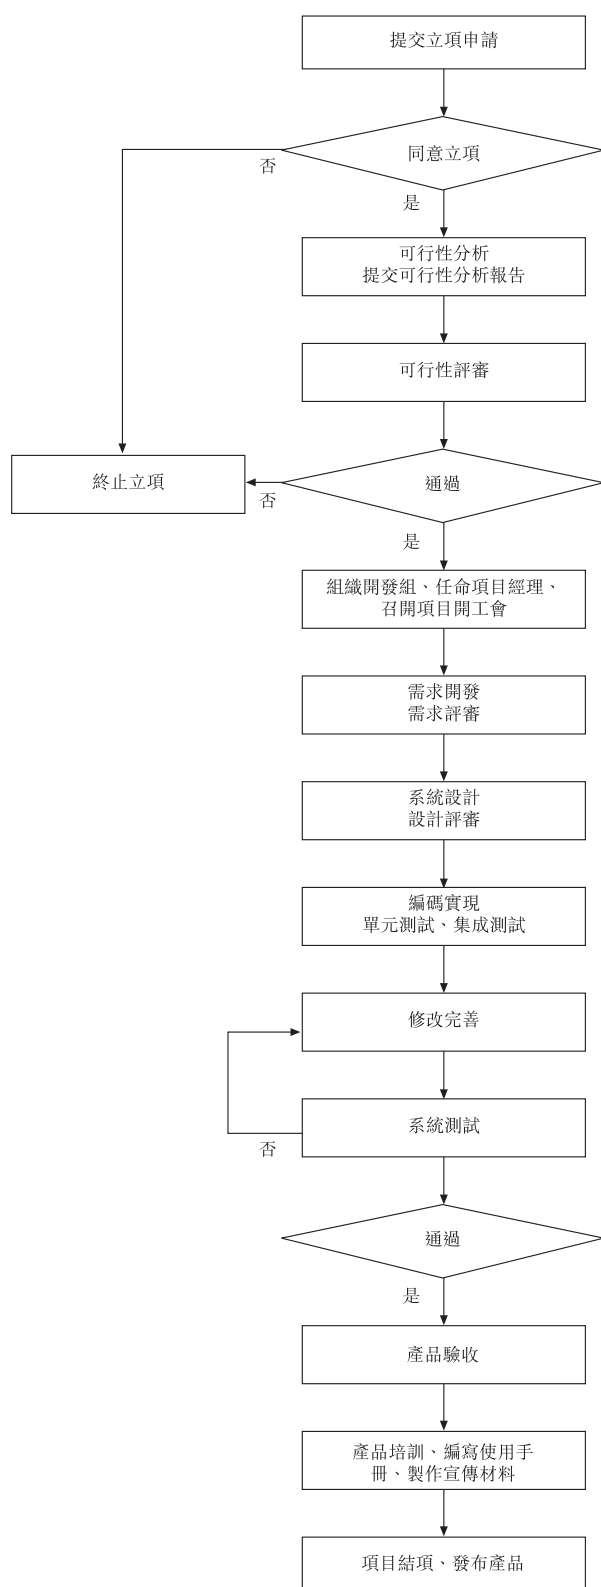 提交立項申請
同意立項
否
是
可行性分析
提交可行性分析報告
可行性評審
終止立項
通過
否
是
組織開發組、任命項目經理、
召開項目開工會
需求開發
需求評審
系統設計
設計評審
編碼實現
單元測試、集成測試
修改完善
系統測試
否
通過
是
產品驗收
產品培訓、編寫使用手
冊、製作宣傳材料
項目結項、發布產品